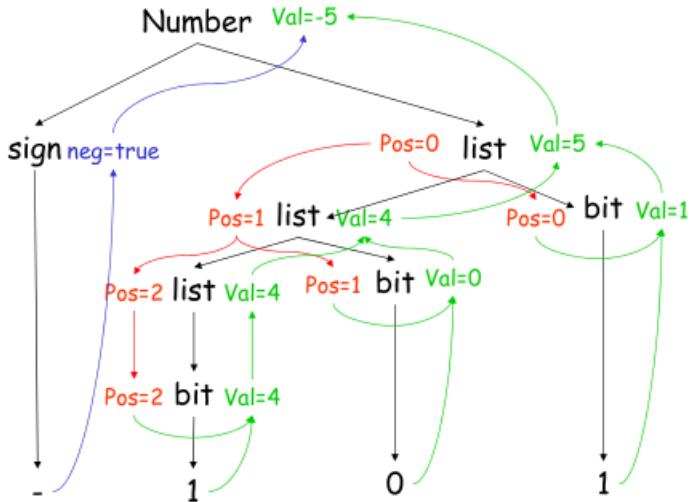 Number Val=-5
sign neg=true Pos=0 list Val=5
Pos=1 list Val=4 Pos=0 bit Val=1
Pos=2 list Val=4 Pos=1 bit Val=0
Pos=2 bit Val=4
- 1 0 1